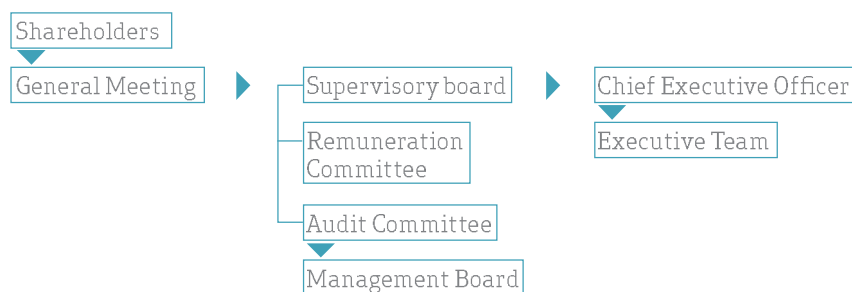 Shareholders
General Meeting
Supervisory board
Remuneration
Committee
Audit Committee
Management Board
Chief Executive Officer
Executive Team